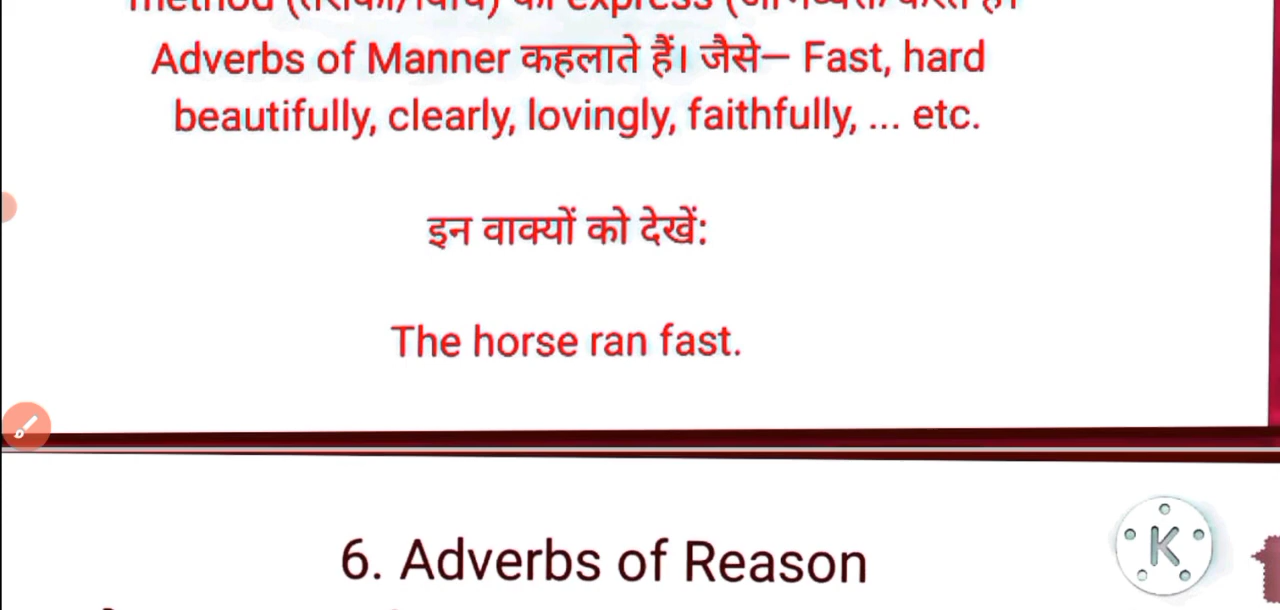 Adverbs of Manner कहलाते हैं। जैसे— Fast, hard
beautifully, clearly, lovingly, faithfully, ... etc.
इन वाक्यों को देखें:
The horse ran fast.
6. Adverbs of Reason
K